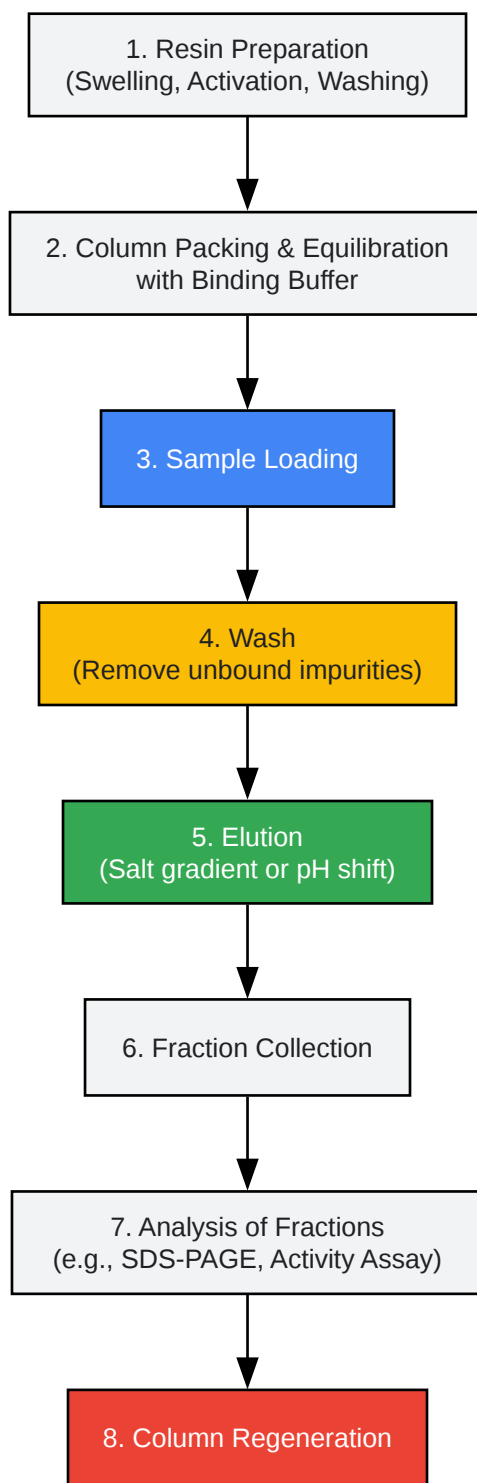 1. Resin Preparation
(Swelling, Activation, Washing)
2. Column Packing & Equilibration
with Binding Buffer
3. Sample Loading
4. Wash
(Remove unbound impurities)
5. Elution
(Salt gradient or pH shift)
6. Fraction Collection
7. Analysis of Fractions
(e.g., SDS-PAGE, Activity Assay)
8. Column Regeneration